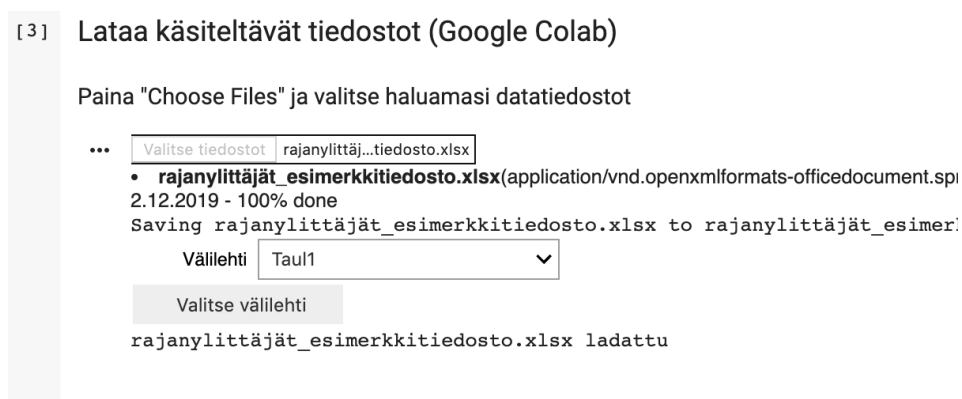 [3] Lataa käsiteltävät tiedostot (Google Colab)
Paina "Choose Files" ja valitse haluamasi datatiedostot
Valitse tiedostot rajanylittäj...tiedosto.xlsx
• rajanylittäjät_esimerkkitiedosto.xlsx(application/vnd.openxmlformats-officedocument.spr
2.12.2019 - 100% done
Saving rajanylittäjät_esimerkkitiedosto.xlsx to rajanylittäjät_esimer
Välilehti Taul1
Valitse välilehti
rajanylittäjät_esimerkkitiedosto.xlsx ladattu